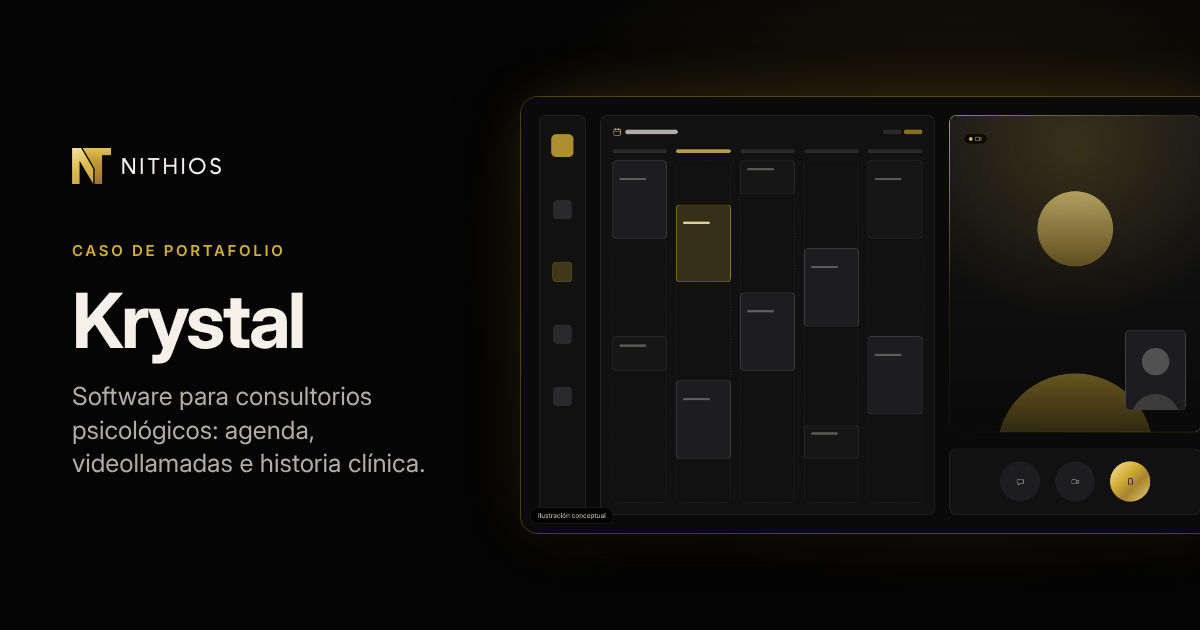 NITHIOS
CASO DE PORTAFOLIO
Krystal
Software para consultorios
psicológicos: agenda,
videollamadas e historia clínica.
Ilustración conceptual